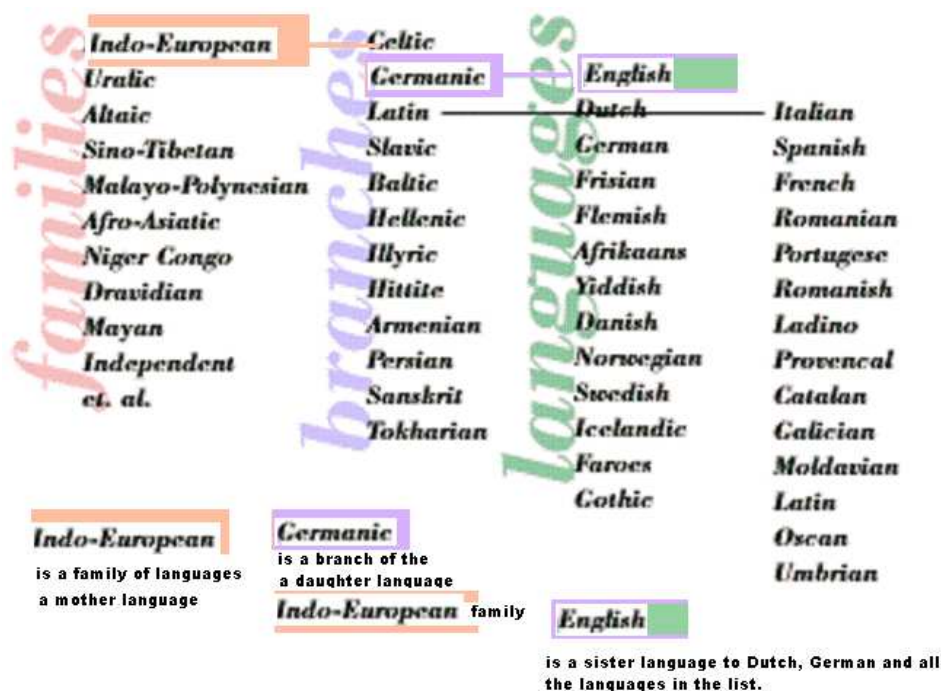 families
Indo-European
Uralic
Altaic
Sino-Tibetan
Malayo-Polynesian
Afro-Asiatic
Niger Congo
Dravidian
Mayan
Independent
et. al.
branches
Celtic
Germanic
Latin
Slavic
Baltic
Hellenic
Illyric
Hittite
Armenian
Persian
Sanskrit
Tokharian
languages
English
Dutch
German
Frisian
Flemish
Afrikaans
Yiddish
Danish
Norwegian
Swedish
Icelandic
Faroes
Gothic
Italian
Spanish
French
Romanian
Portugese
Romanish
Ladino
Provencal
Catalan
Galician
Moldavian
Latin
Oscan
Umbrian
Indo-European
is a family of languages
a mother language
Germanic
is a branch of the
a daughter language
Indo-European family
English
is a sister language to Dutch, German and all
the languages in the list.